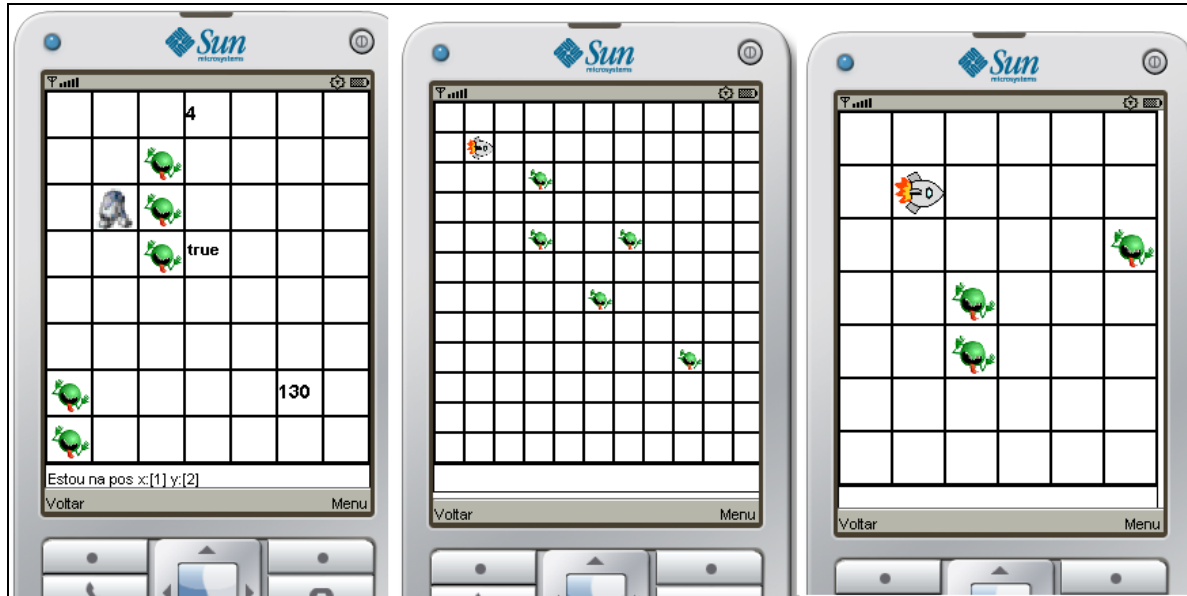 Sun
microsystems
4
true
130
Estou na pos x:[1] y:[2]
Voltar Menu
Sun
microsystems
Voltar Menu
Sun
microsystems
Voltar Menu